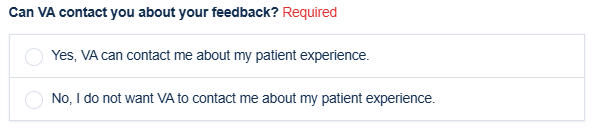 Can VA contact you about your feedback? Required
Yes, VA can contact me about my patient experience.
No, I do not want VA to contact me about my patient experience.